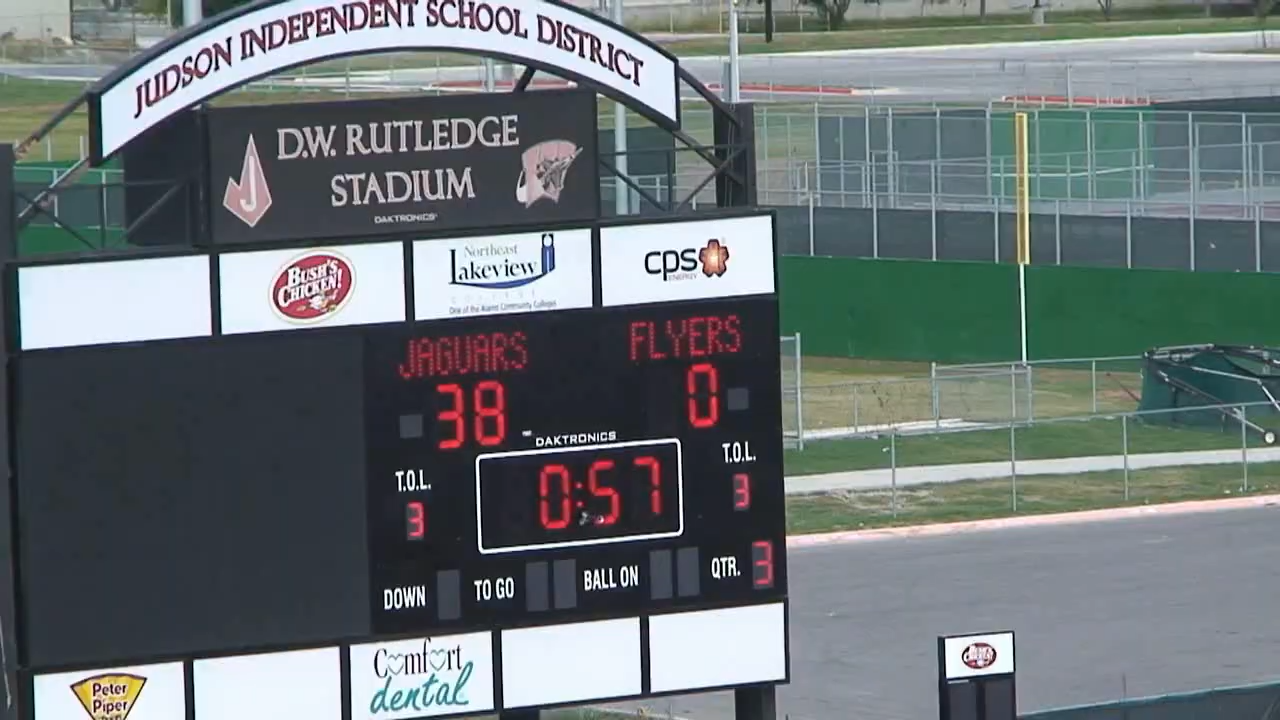 JUDSON INDEPENDENT SCHOOL DISTRICT
J
D.W. RUTLEDGE
STADIUM
DAKTRONICS
BUSH'S
CHICKEN!
Northeast
Lakeview
COLLEGE
One of the Alamo Community Colleges
cps
ENERGY
JAGUARS
FLYERS
38
0
DAKTRONICS
T.O.L.
3
0:57
T.O.L.
3
DOWN
TO GO
BALL ON
QTR. 3
Peter
Piper
Comfort
dental
BUSH'S
CHICKEN!